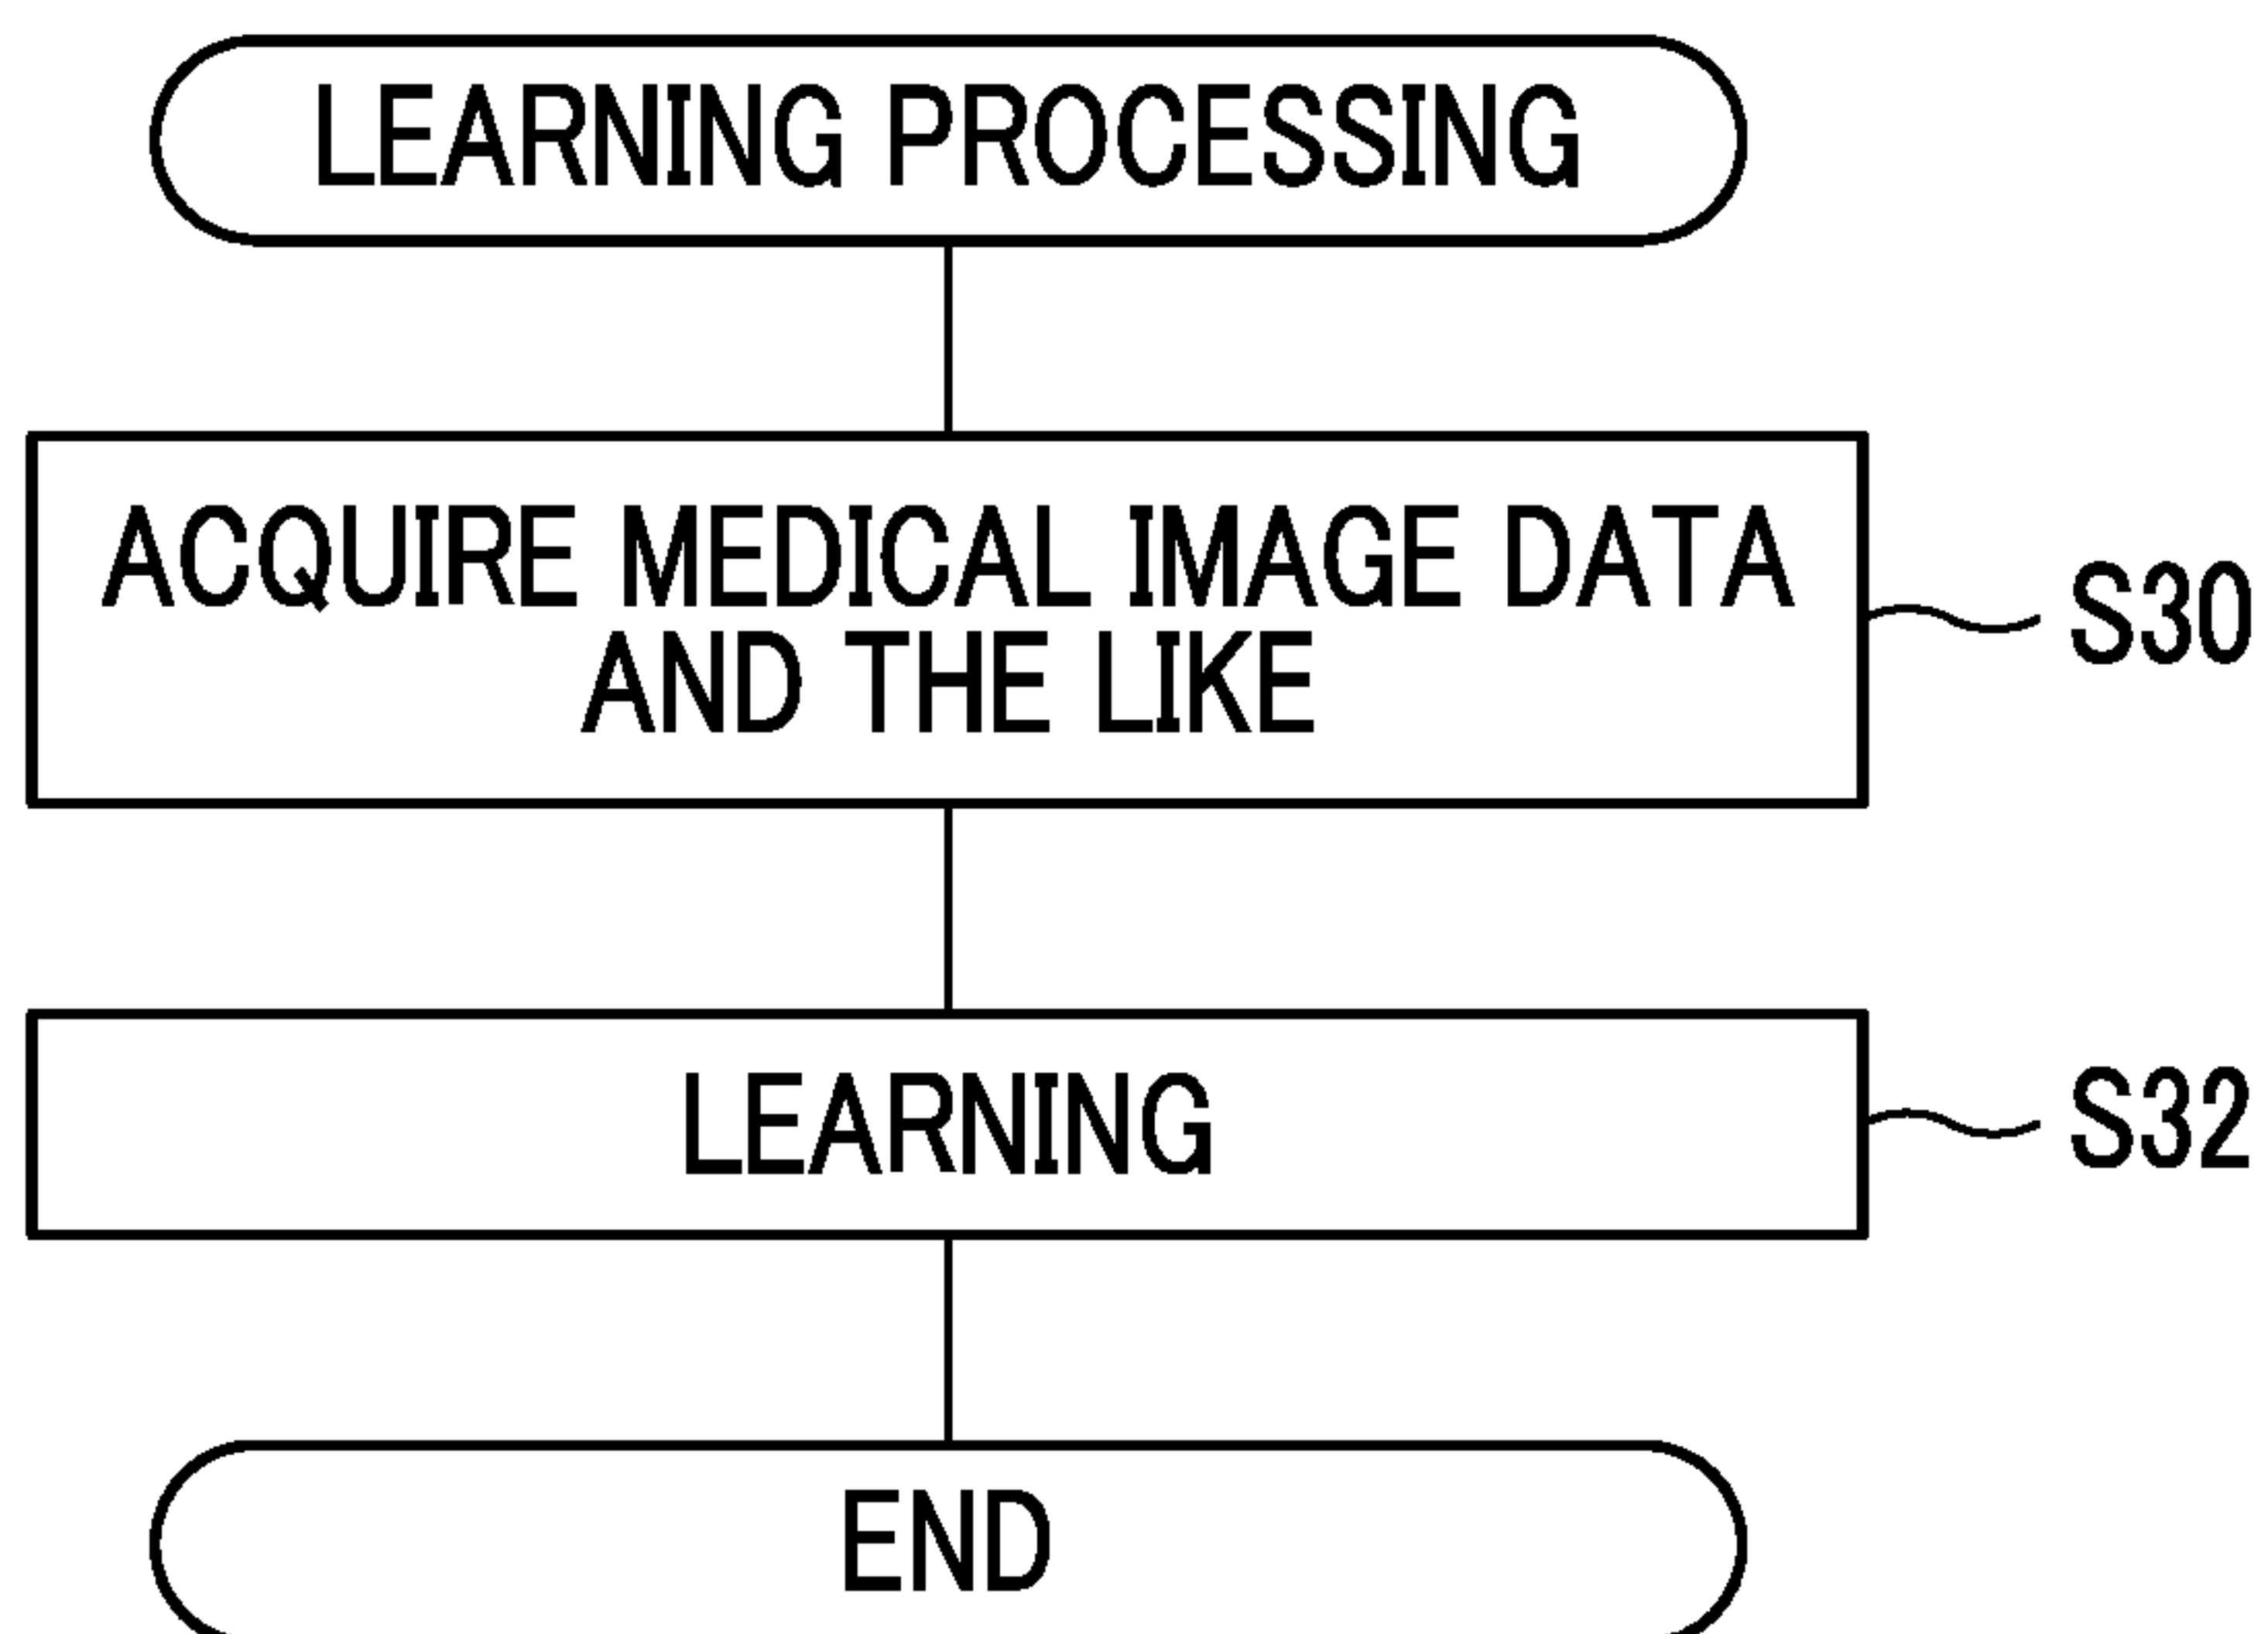 LEARNING PROCESSING
ACQUIRE MEDICAL IMAGE DATA
AND THE LIKE
S30
LEARNING
S32
END